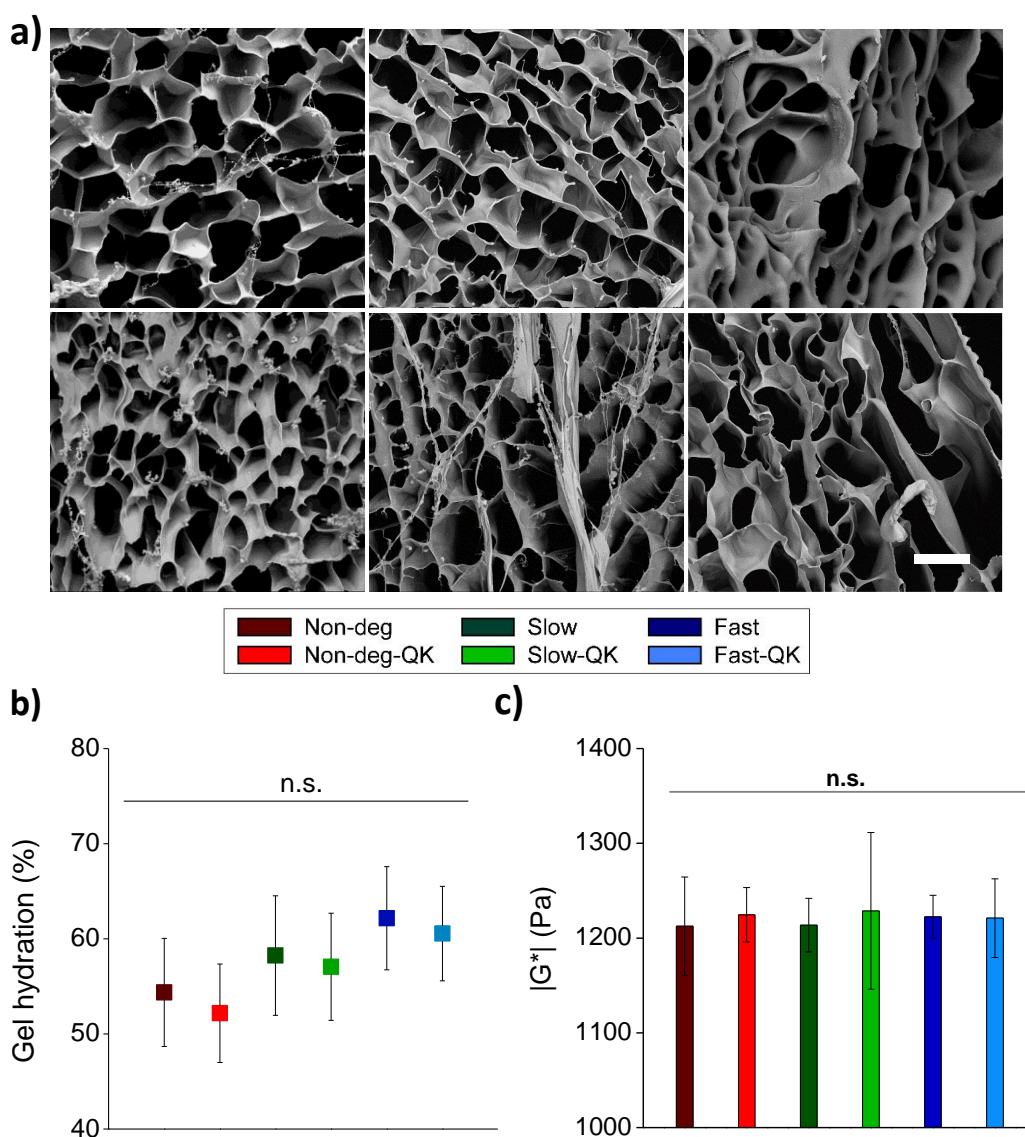 a)
Non-deg Slow Fast
Non-deg-QK Slow-QK Fast-QK
b)
80
70
60
50
40
Gel hydration (%)
n.s.
c)
1400
1300
1200
1100
1000
|G*| (Pa)
n.s.